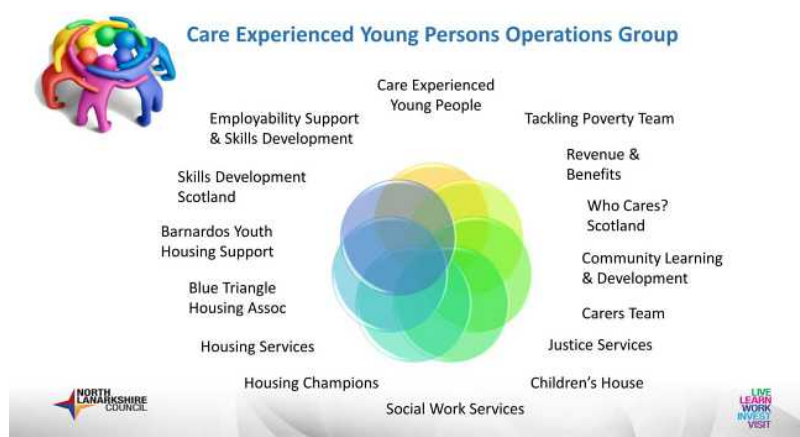 Care Experienced Young Persons Operations Group
Care Experienced
Young People
Tackling Poverty Team
Revenue &
Benefits
Who Cares?
Scotland
Community Learning
& Development
Carers Team
Justice Services
Children's House
Social Work Services
Housing Champions
Housing Services
Blue Triangle
Housing Assoc
Barnardos Youth
Housing Support
Skills Development
Scotland
Employability Support
& Skills Development
NORTH
LANARKSHIRE
COUNCIL
LIVE
LEARN
WORK
INVEST
VISIT